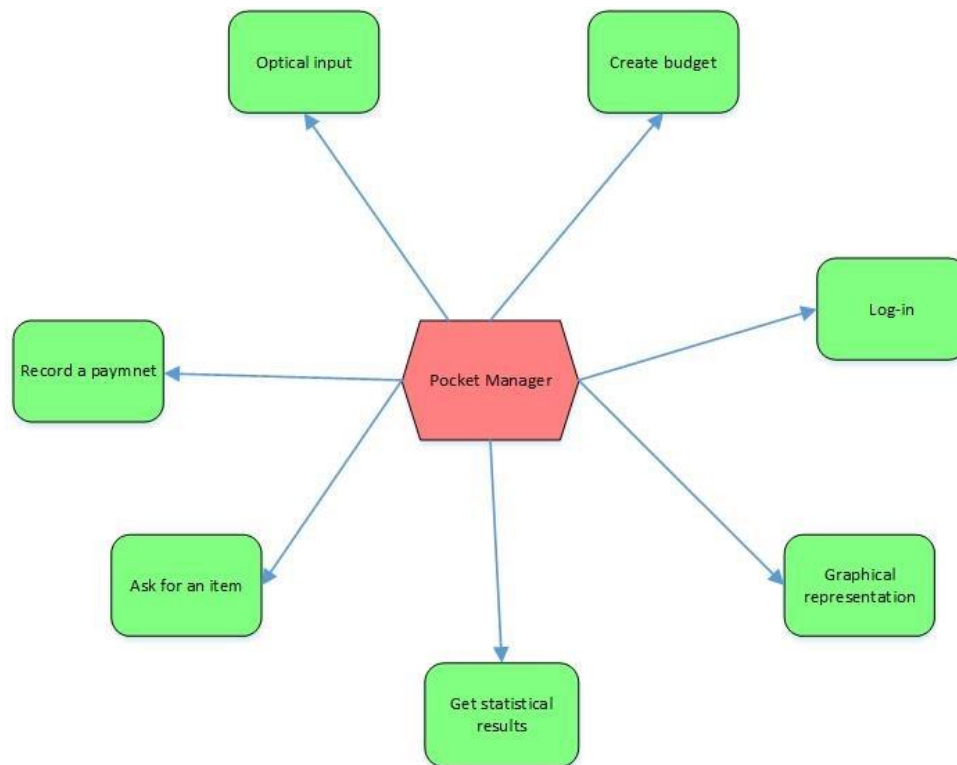 Optical input
Create budget
Log-in
Record a paymnet
Pocket Manager
Ask for an item
Graphical
representation
Get statistical
results